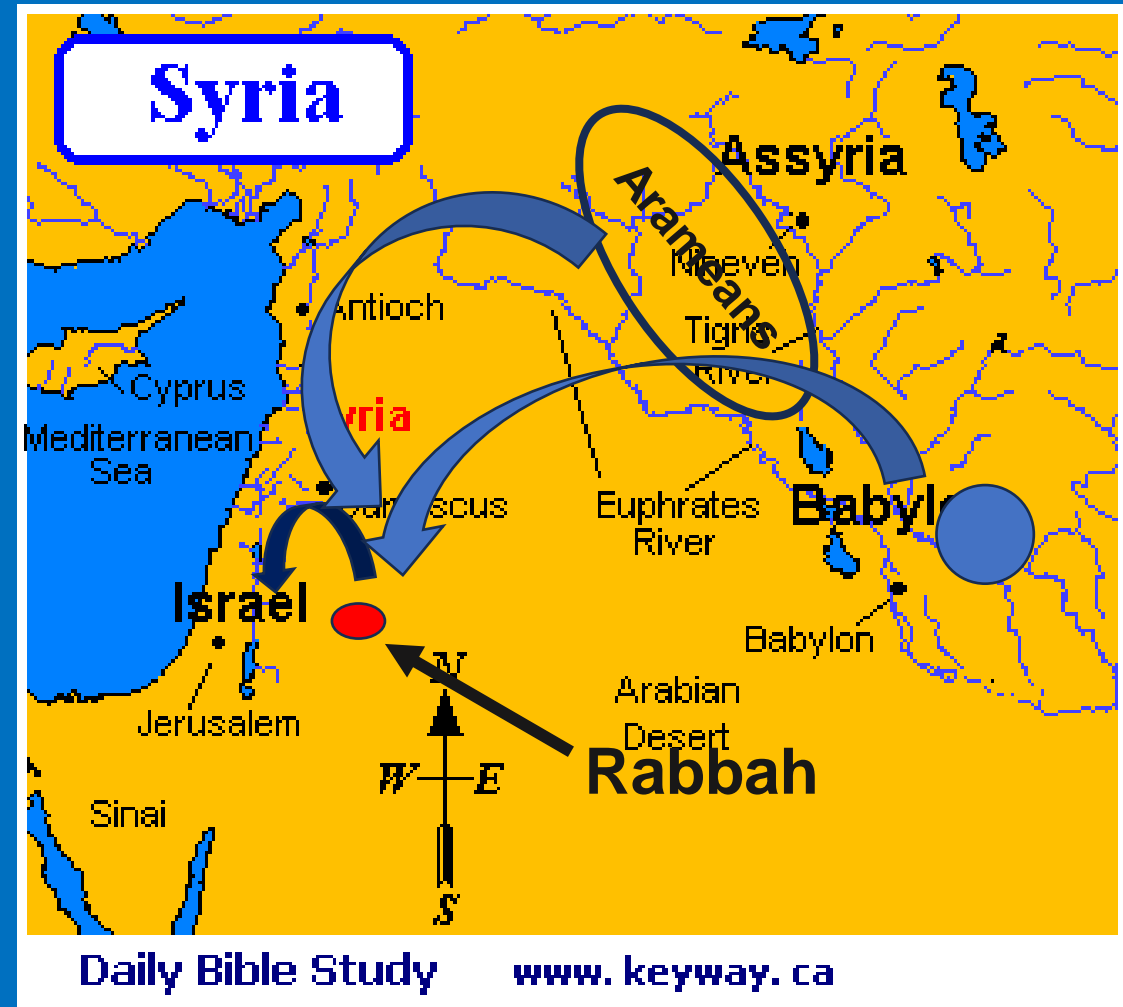 Syria
Assyria
Arameans
Antioch
Tigris
River
Cyprus
Mediterranean
Sea
Euphrates
River
Israel
Babylon
Jerusalem
Arabian
Desert
Rabbah
Sinai
N
W
E
S
Daily Bible Study www.keyway.ca